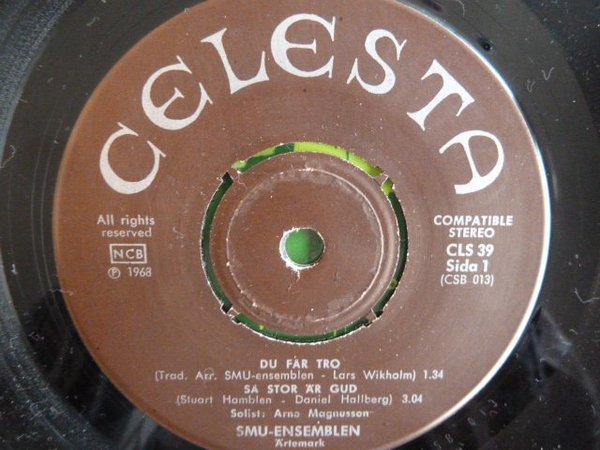 CELESTA
All rights
reserved
NCB
Ⓟ 1968
COMPATIBLE
STEREO
CLS 39
Sida 1
(CSB 013)
DU FÅR TRO
(Trad. Arr. SMU-ensemblen - Lars Wikholm) 1.34
SÅ STOR ÄR GUD
(Stuart Hamblen - Daniel Hallberg) 3.04
Solist: Arne Magnusson
SMU-ENSEMBLEN
Ärtemark